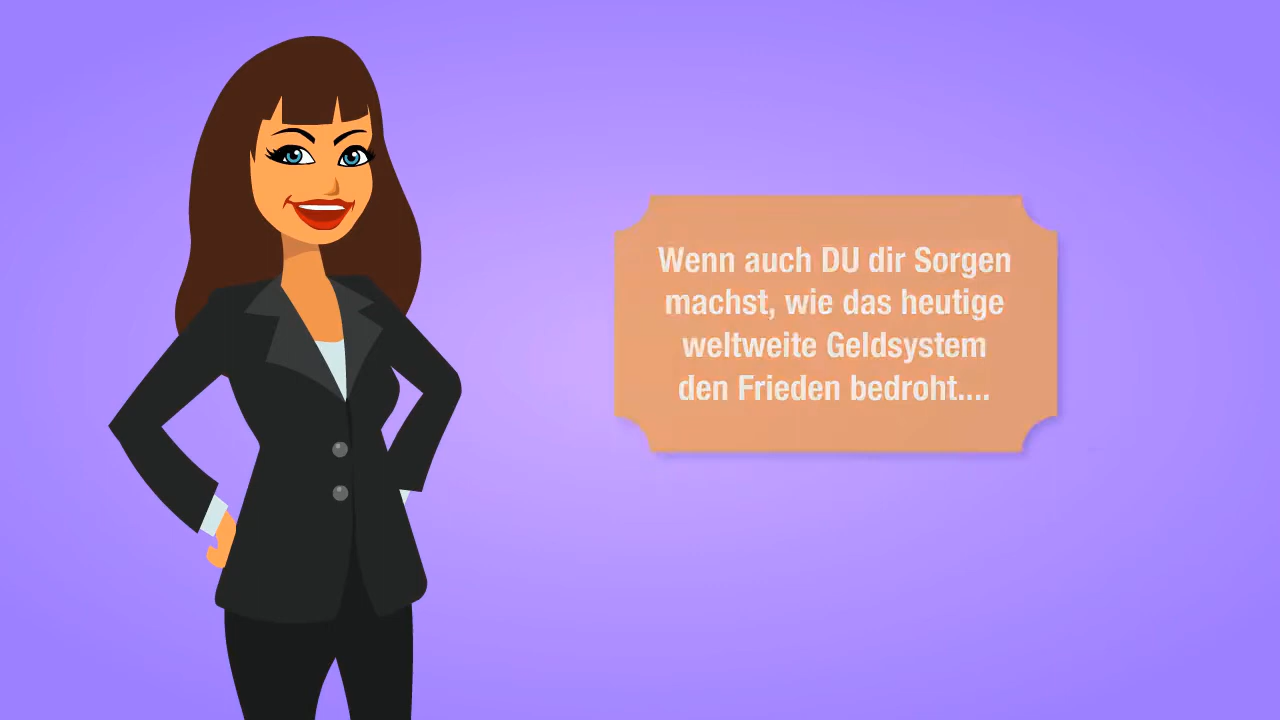 Wenn auch DU dir Sorgen
machst, wie das heutige
weltweite Geldsystem
den Frieden bedroht....